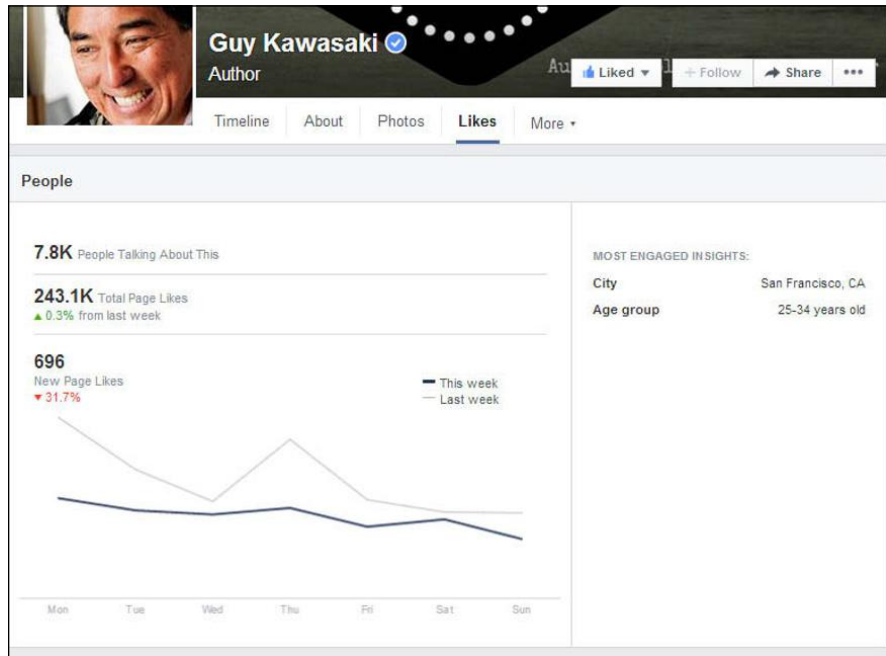 Guy Kawasaki
Author
Au
Liked
+ Follow
Share
Timeline
About
Photos
Likes
More
People
7.8K People Talking About This
243.1K Total Page Likes
0.3% from last week
696
New Page Likes
31.7%
This week
Last week
Mon Tue Wed Thu Fri Sat Sun
MOST ENGAGED INSIGHTS:
City San Francisco, CA
Age group 25-34 years old